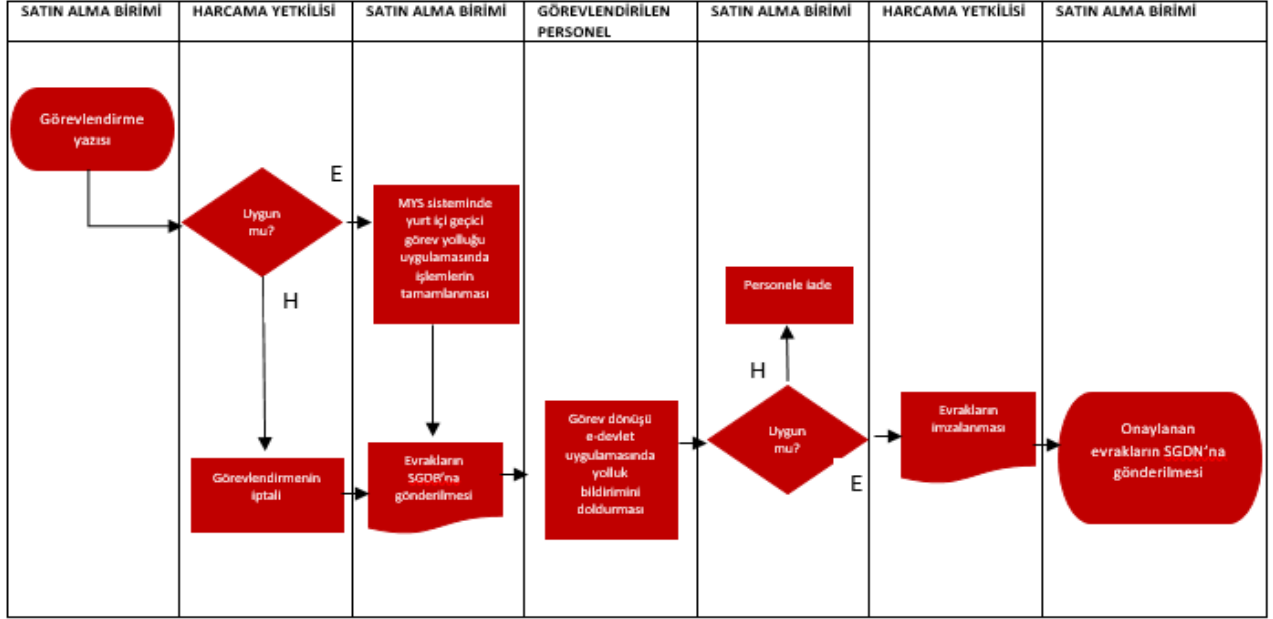 SATIN ALMA BİRİMİ
HARCAMA YETKİLİSİ
SATIN ALMA BİRİMİ
GÖREVLENDİRİLEN
PERSONEL
SATIN ALMA BİRİMİ
HARCAMA YETKİLİSİ
SATIN ALMA BİRİMİ
Görevlendirme
yazısı
Uygun
mu?
E
H
MYS sisteminde
yurt içi geçici
görev yolluğu
uygulamasında
işlemlerin
tamamlanması
Görevlendirmenin
iptali
Evrakların
SGDB'na
gönderilmesi
Görev dönüşü
e-devlet
uygulamasında
yolluk
bildirimini
doldurması
Personele iade
H
Uygun
mu?
E
Evrakların
imzalanması
Onaylanan
evrakların SGDN'na
gönderilmesi